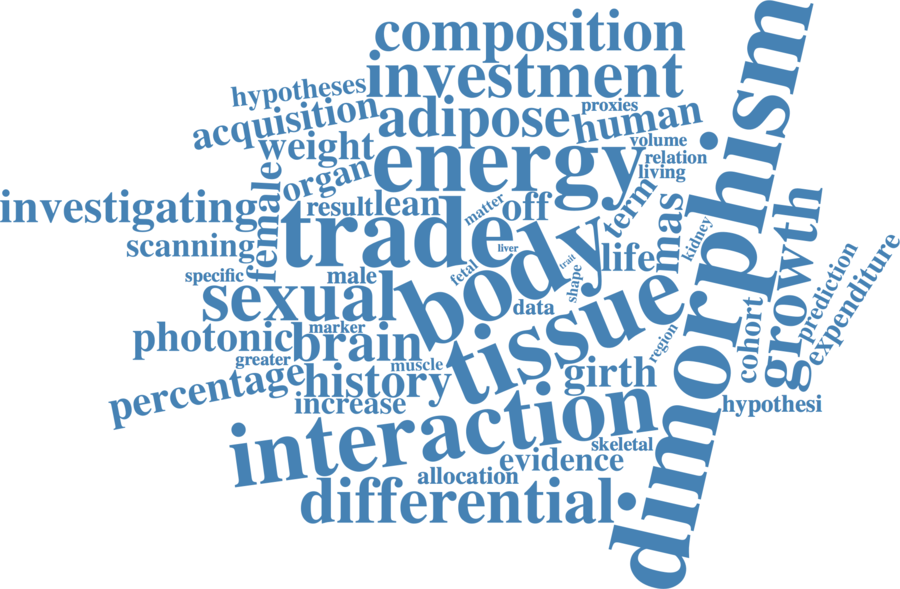 composition
investment
hypotheses
acquisition
adipose
proxies
human
weight
energy
volume
relation
living
organ
female
investigating
result
lean
matter
off
term
trade
liver
body
life
mas
kidney
dimorphism
growth
scanning
specific
male
fetal
trait
shape
sexual
data
tissue
prediction
expenditure
cohort
photonic
marker
brain
region
greater
muscle
girth
percentage
history
increase
hypothesi
interaction
skeletal
evidence
allocation
differential